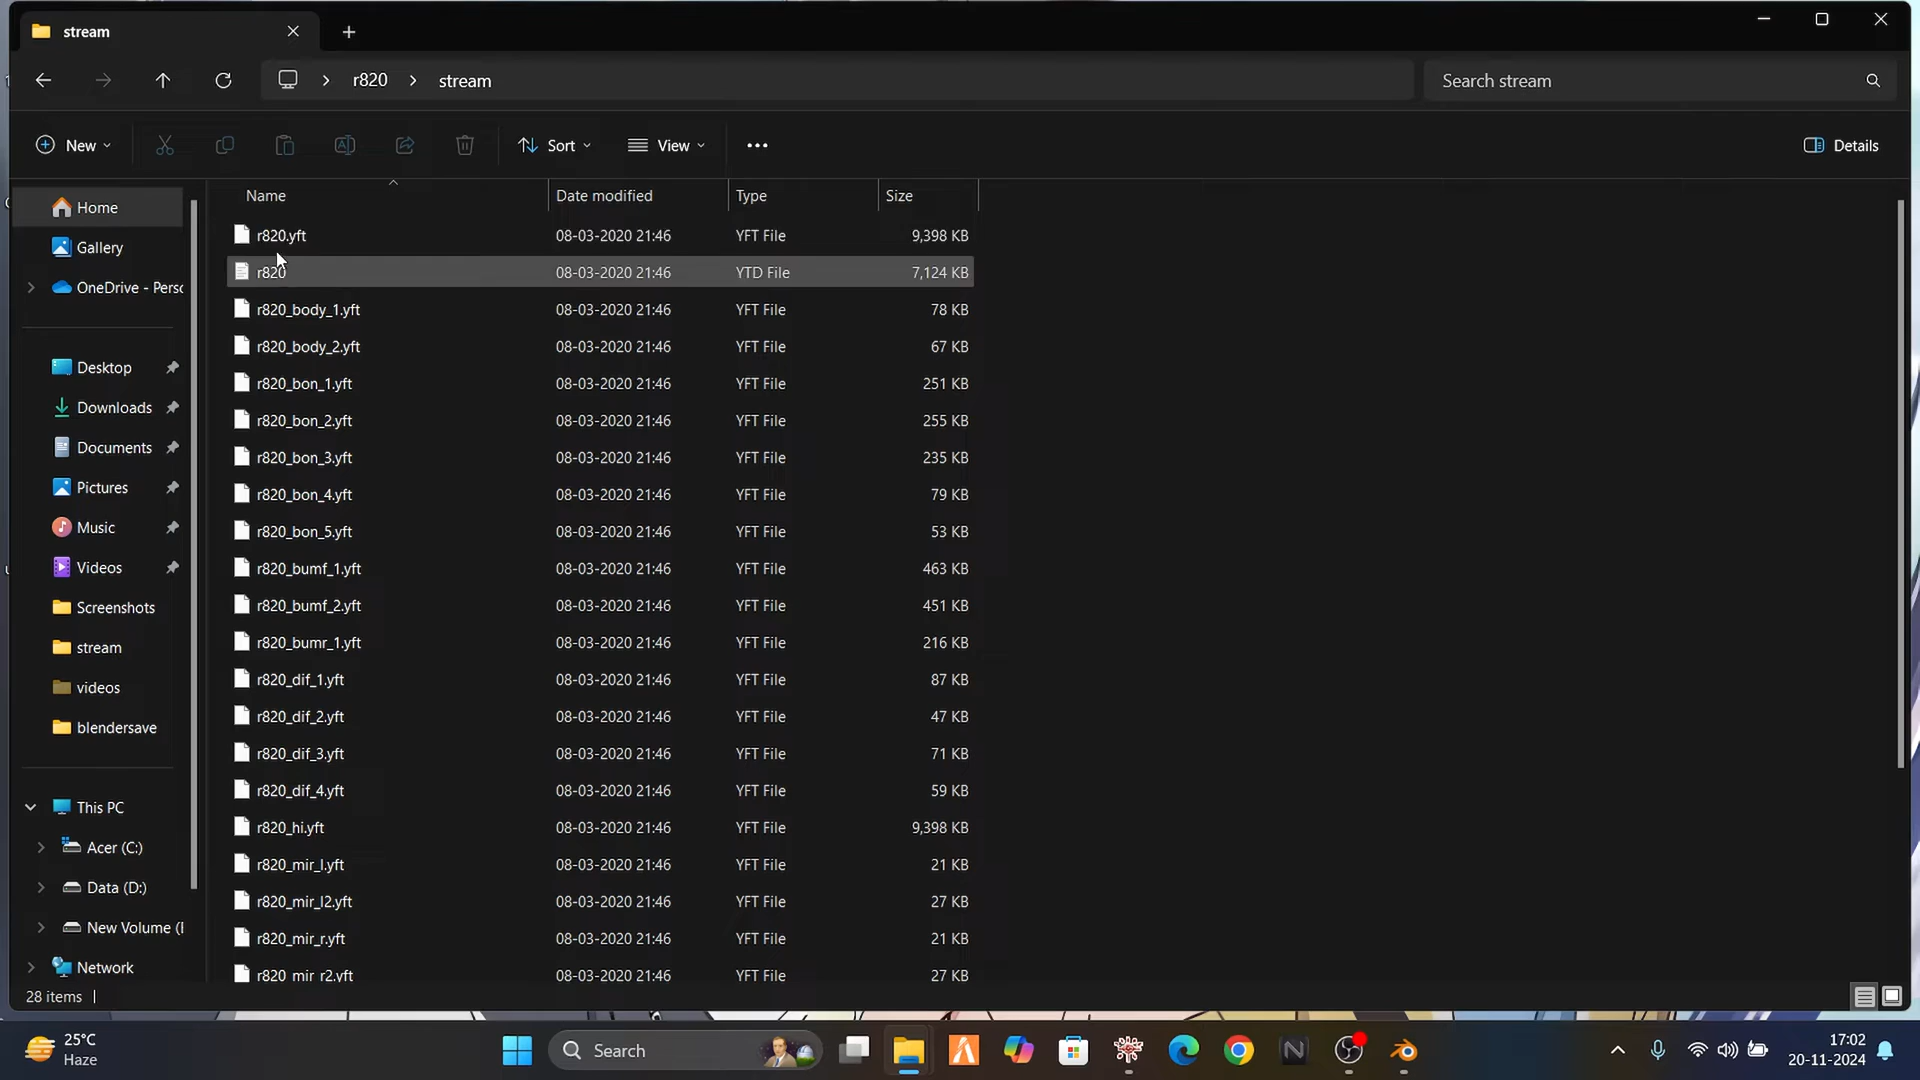 stream
r820 > stream
Search stream
New
Sort
View
Details
Name
Date modified
Type
Size
Home
Gallery
OneDrive - Persc
Desktop
Downloads
Documents
Pictures
Music
Videos
Screenshots
stream
videos
blendersave
This PC
Acer (C:)
Data (D:)
New Volume (I
Network
r820.yft 08-03-2020 21:46 YFT File 9,398 KB
r820 08-03-2020 21:46 YTD File 7,124 KB
r820_body_1.yft 08-03-2020 21:46 YFT File 78 KB
r820_body_2.yft 08-03-2020 21:46 YFT File 67 KB
r820_bon_1.yft 08-03-2020 21:46 YFT File 251 KB
r820_bon_2.yft 08-03-2020 21:46 YFT File 255 KB
r820_bon_3.yft 08-03-2020 21:46 YFT File 235 KB
r820_bon_4.yft 08-03-2020 21:46 YFT File 79 KB
r820_bon_5.yft 08-03-2020 21:46 YFT File 53 KB
r820_bumf_1.yft 08-03-2020 21:46 YFT File 463 KB
r820_bumf_2.yft 08-03-2020 21:46 YFT File 451 KB
r820_bumr_1.yft 08-03-2020 21:46 YFT File 216 KB
r820_dif_1.yft 08-03-2020 21:46 YFT File 87 KB
r820_dif_2.yft 08-03-2020 21:46 YFT File 47 KB
r820_dif_3.yft 08-03-2020 21:46 YFT File 71 KB
r820_dif_4.yft 08-03-2020 21:46 YFT File 59 KB
r820_hi.yft 08-03-2020 21:46 YFT File 9,398 KB
r820_mir_l.yft 08-03-2020 21:46 YFT File 21 KB
r820_mir_l2.yft 08-03-2020 21:46 YFT File 27 KB
r820_mir_r.yft 08-03-2020 21:46 YFT File 21 KB
r820_mir_r2.yft 08-03-2020 21:46 YFT File 27 KB
28 items
25°C
Haze
Search
17:02
20-11-2024